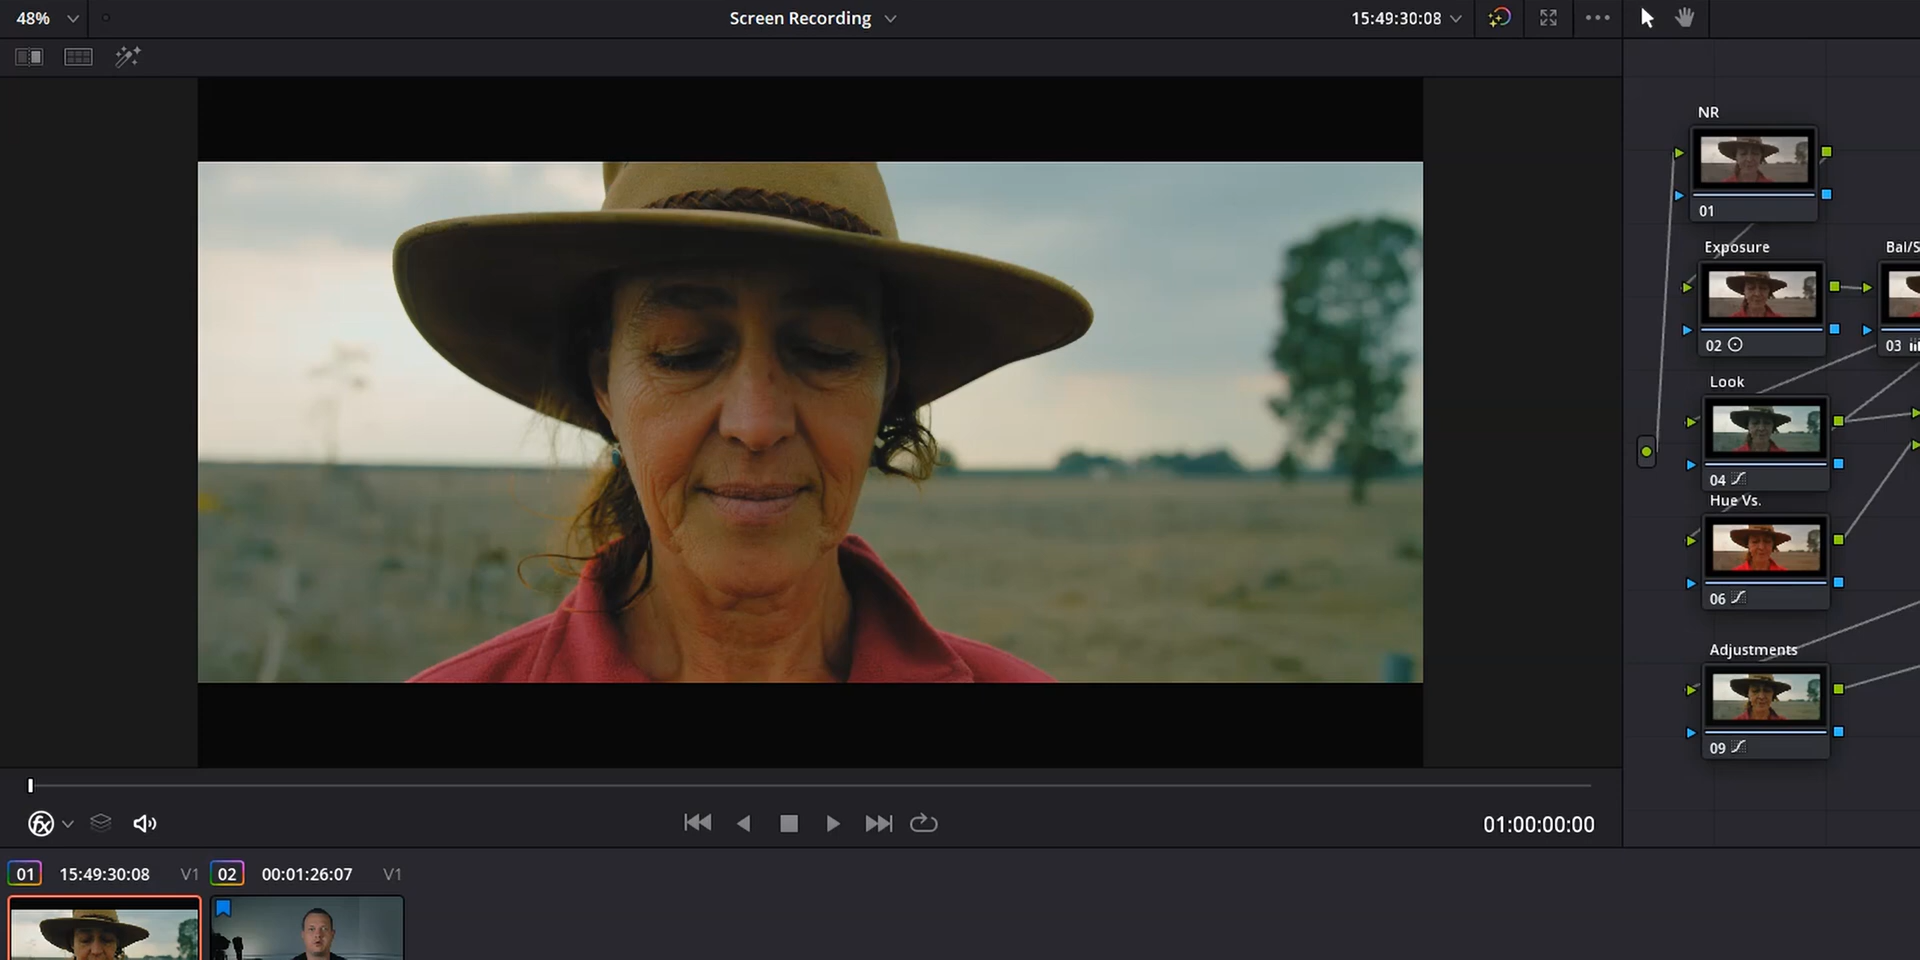 48%
Screen Recording
15:49:30:08
NR
01
Exposure
Bal/S
02
03
Look
04
Hue Vs.
06
Adjustments
09
fx
01:00:00:00
01 15:49:30:08 V1 02 00:01:26:07 V1